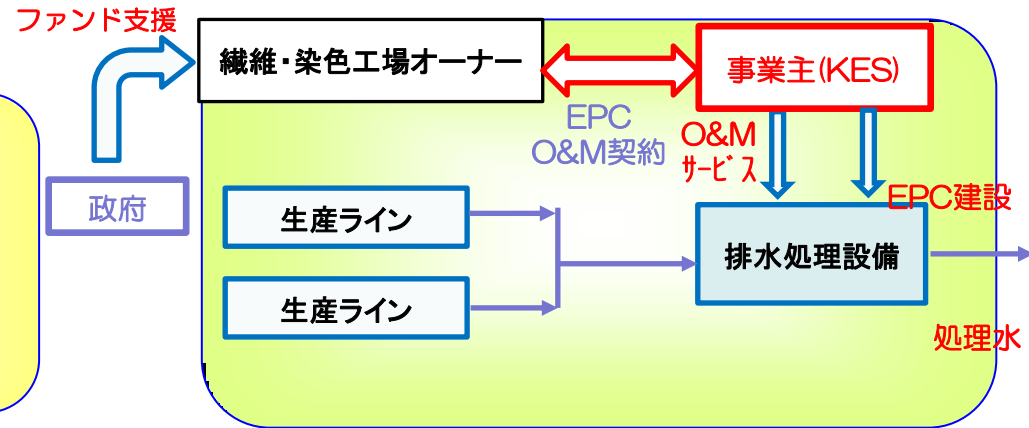 ファンド支援
繊維・染色工場オーナー
事業主(KES)
EPC
O&M契約
O&M
ｻｰﾋﾞｽ
政府
生産ライン
EPC建設
排水処理設備
生産ライン
処理水